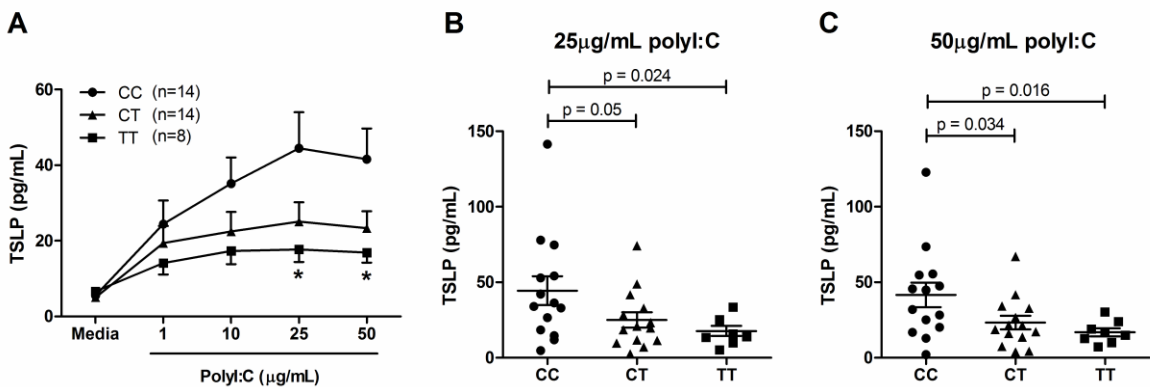 A
CC (n=14)
CT (n=14)
TT (n=8)
TSLP (pg/mL)
60
40
20
0
*
*
Media
1
10
25
50
PolyI:C (µg/mL)
B
25µg/mL polyI:C
p = 0.024
p = 0.05
TSLP (pg/mL)
150
100
50
0
CC
CT
TT
C
50µg/mL polyI:C
p = 0.016
p = 0.034
TSLP (pg/mL)
150
100
50
0
CC
CT
TT